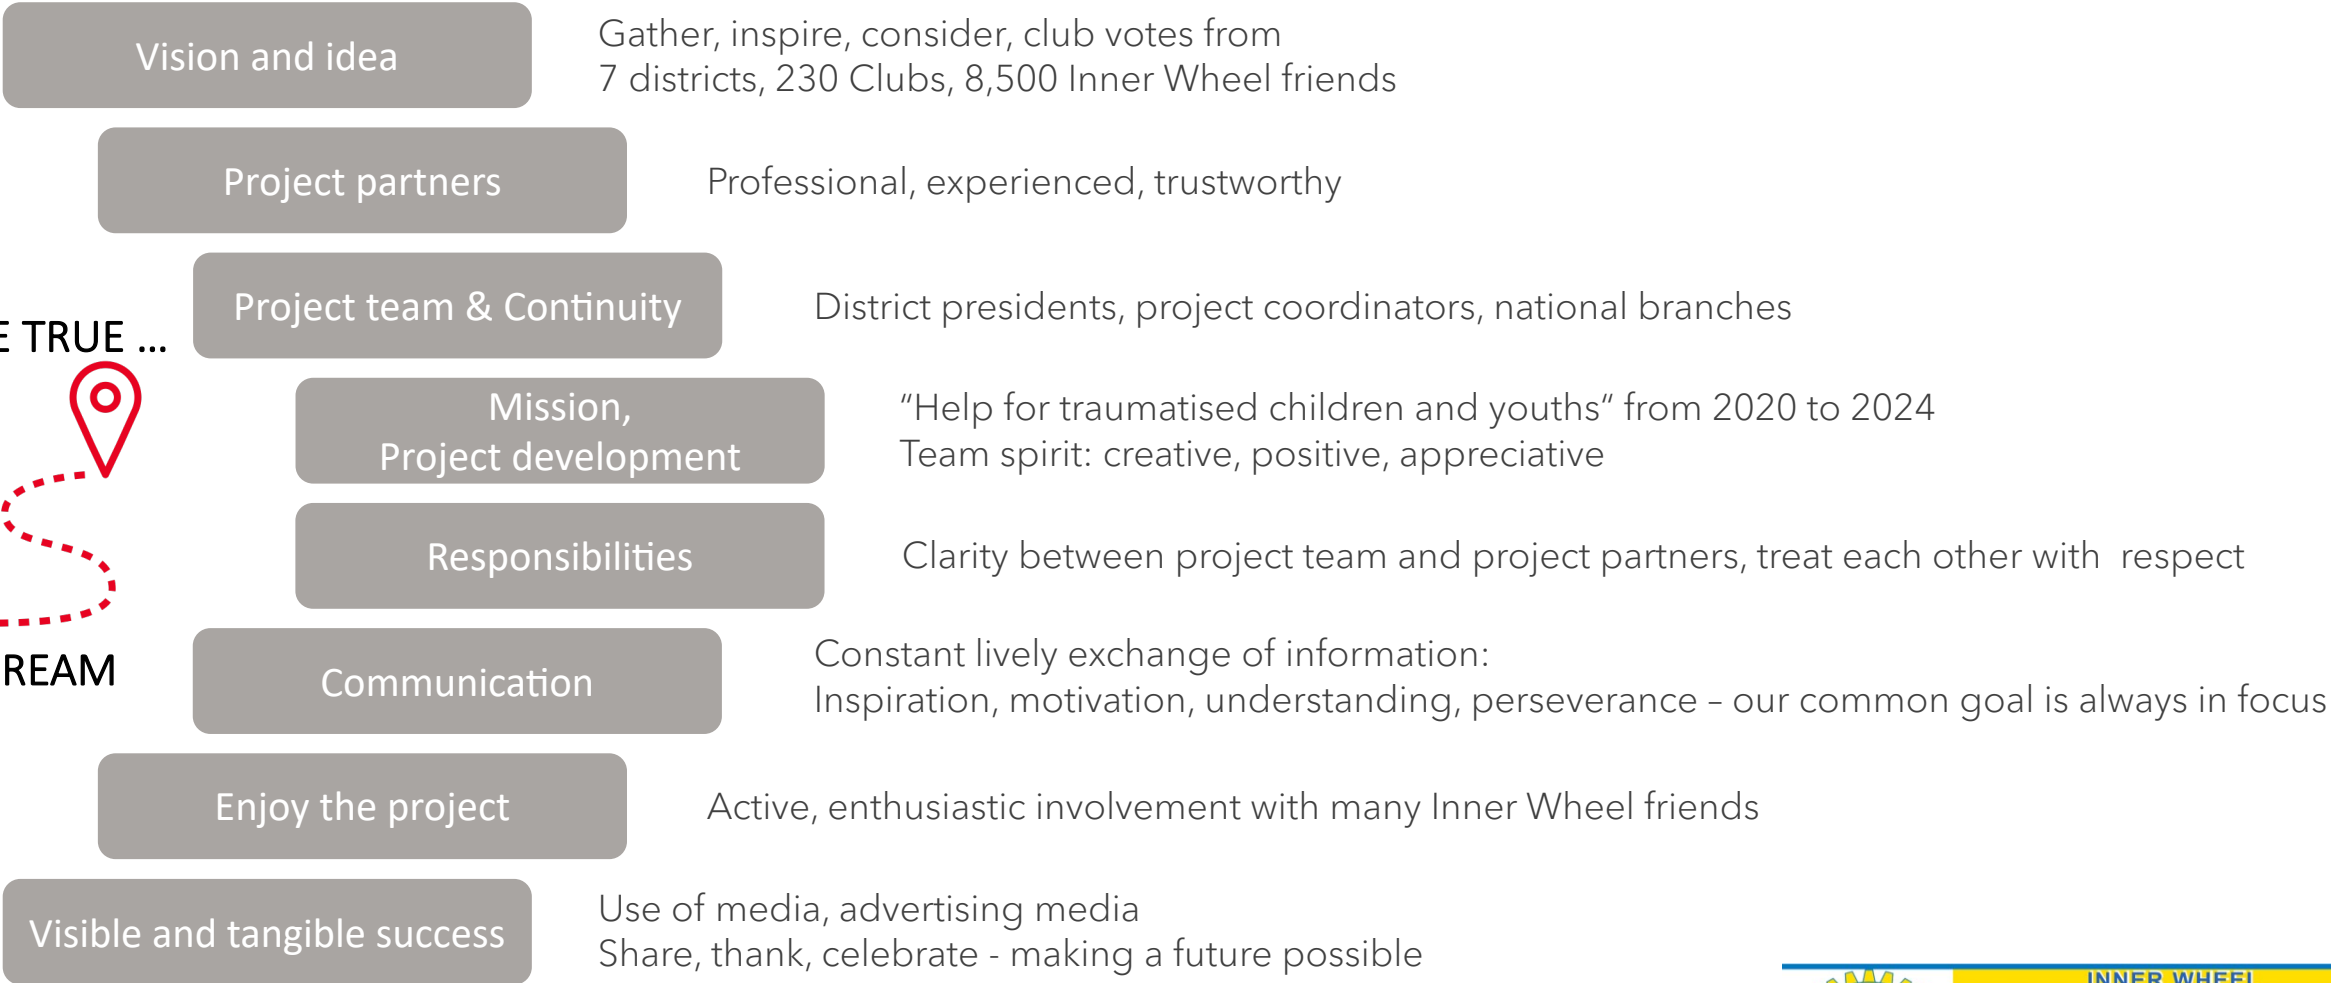 Vision and idea
Gather, inspire, consider, club votes from
7 districts, 230 Clubs, 8,500 Inner Wheel friends
Project partners
Professional, experienced, trustworthy
Project team & Continuity
District presidents, project coordinators, national branches
E TRUE ...
Mission,
Project development
“Help for traumatised children and youths“ from 2020 to 2024
Team spirit: creative, positive, appreciative
Responsibilities
Clarity between project team and project partners, treat each other with  respect
REAM
Communication
Constant lively exchange of information:
Inspiration, motivation, understanding, perseverance – our common goal is always in focus
Enjoy the project
Active, enthusiastic involvement with many Inner Wheel friends
Visible and tangible success
Use of media, advertising media
Share, thank, celebrate - making a future possible
INNER WHEEL